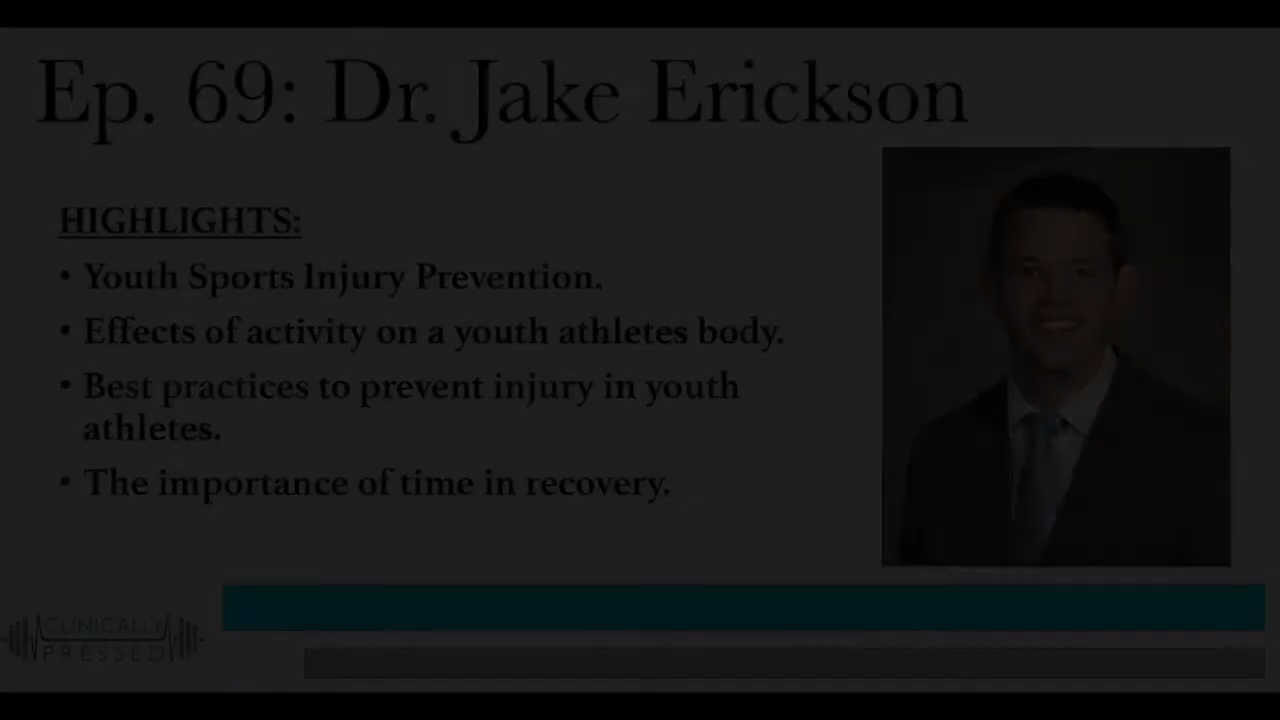 Ep. 69: Dr. Jake Erickson
HIGHLIGHTS:
• Youth Sports Injury Prevention.
• Effects of activity on a youth athletes body.
• Best practices to prevent injury in youth
athletes.
• The importance of time in recovery.
CLINICALLY
PRESSED